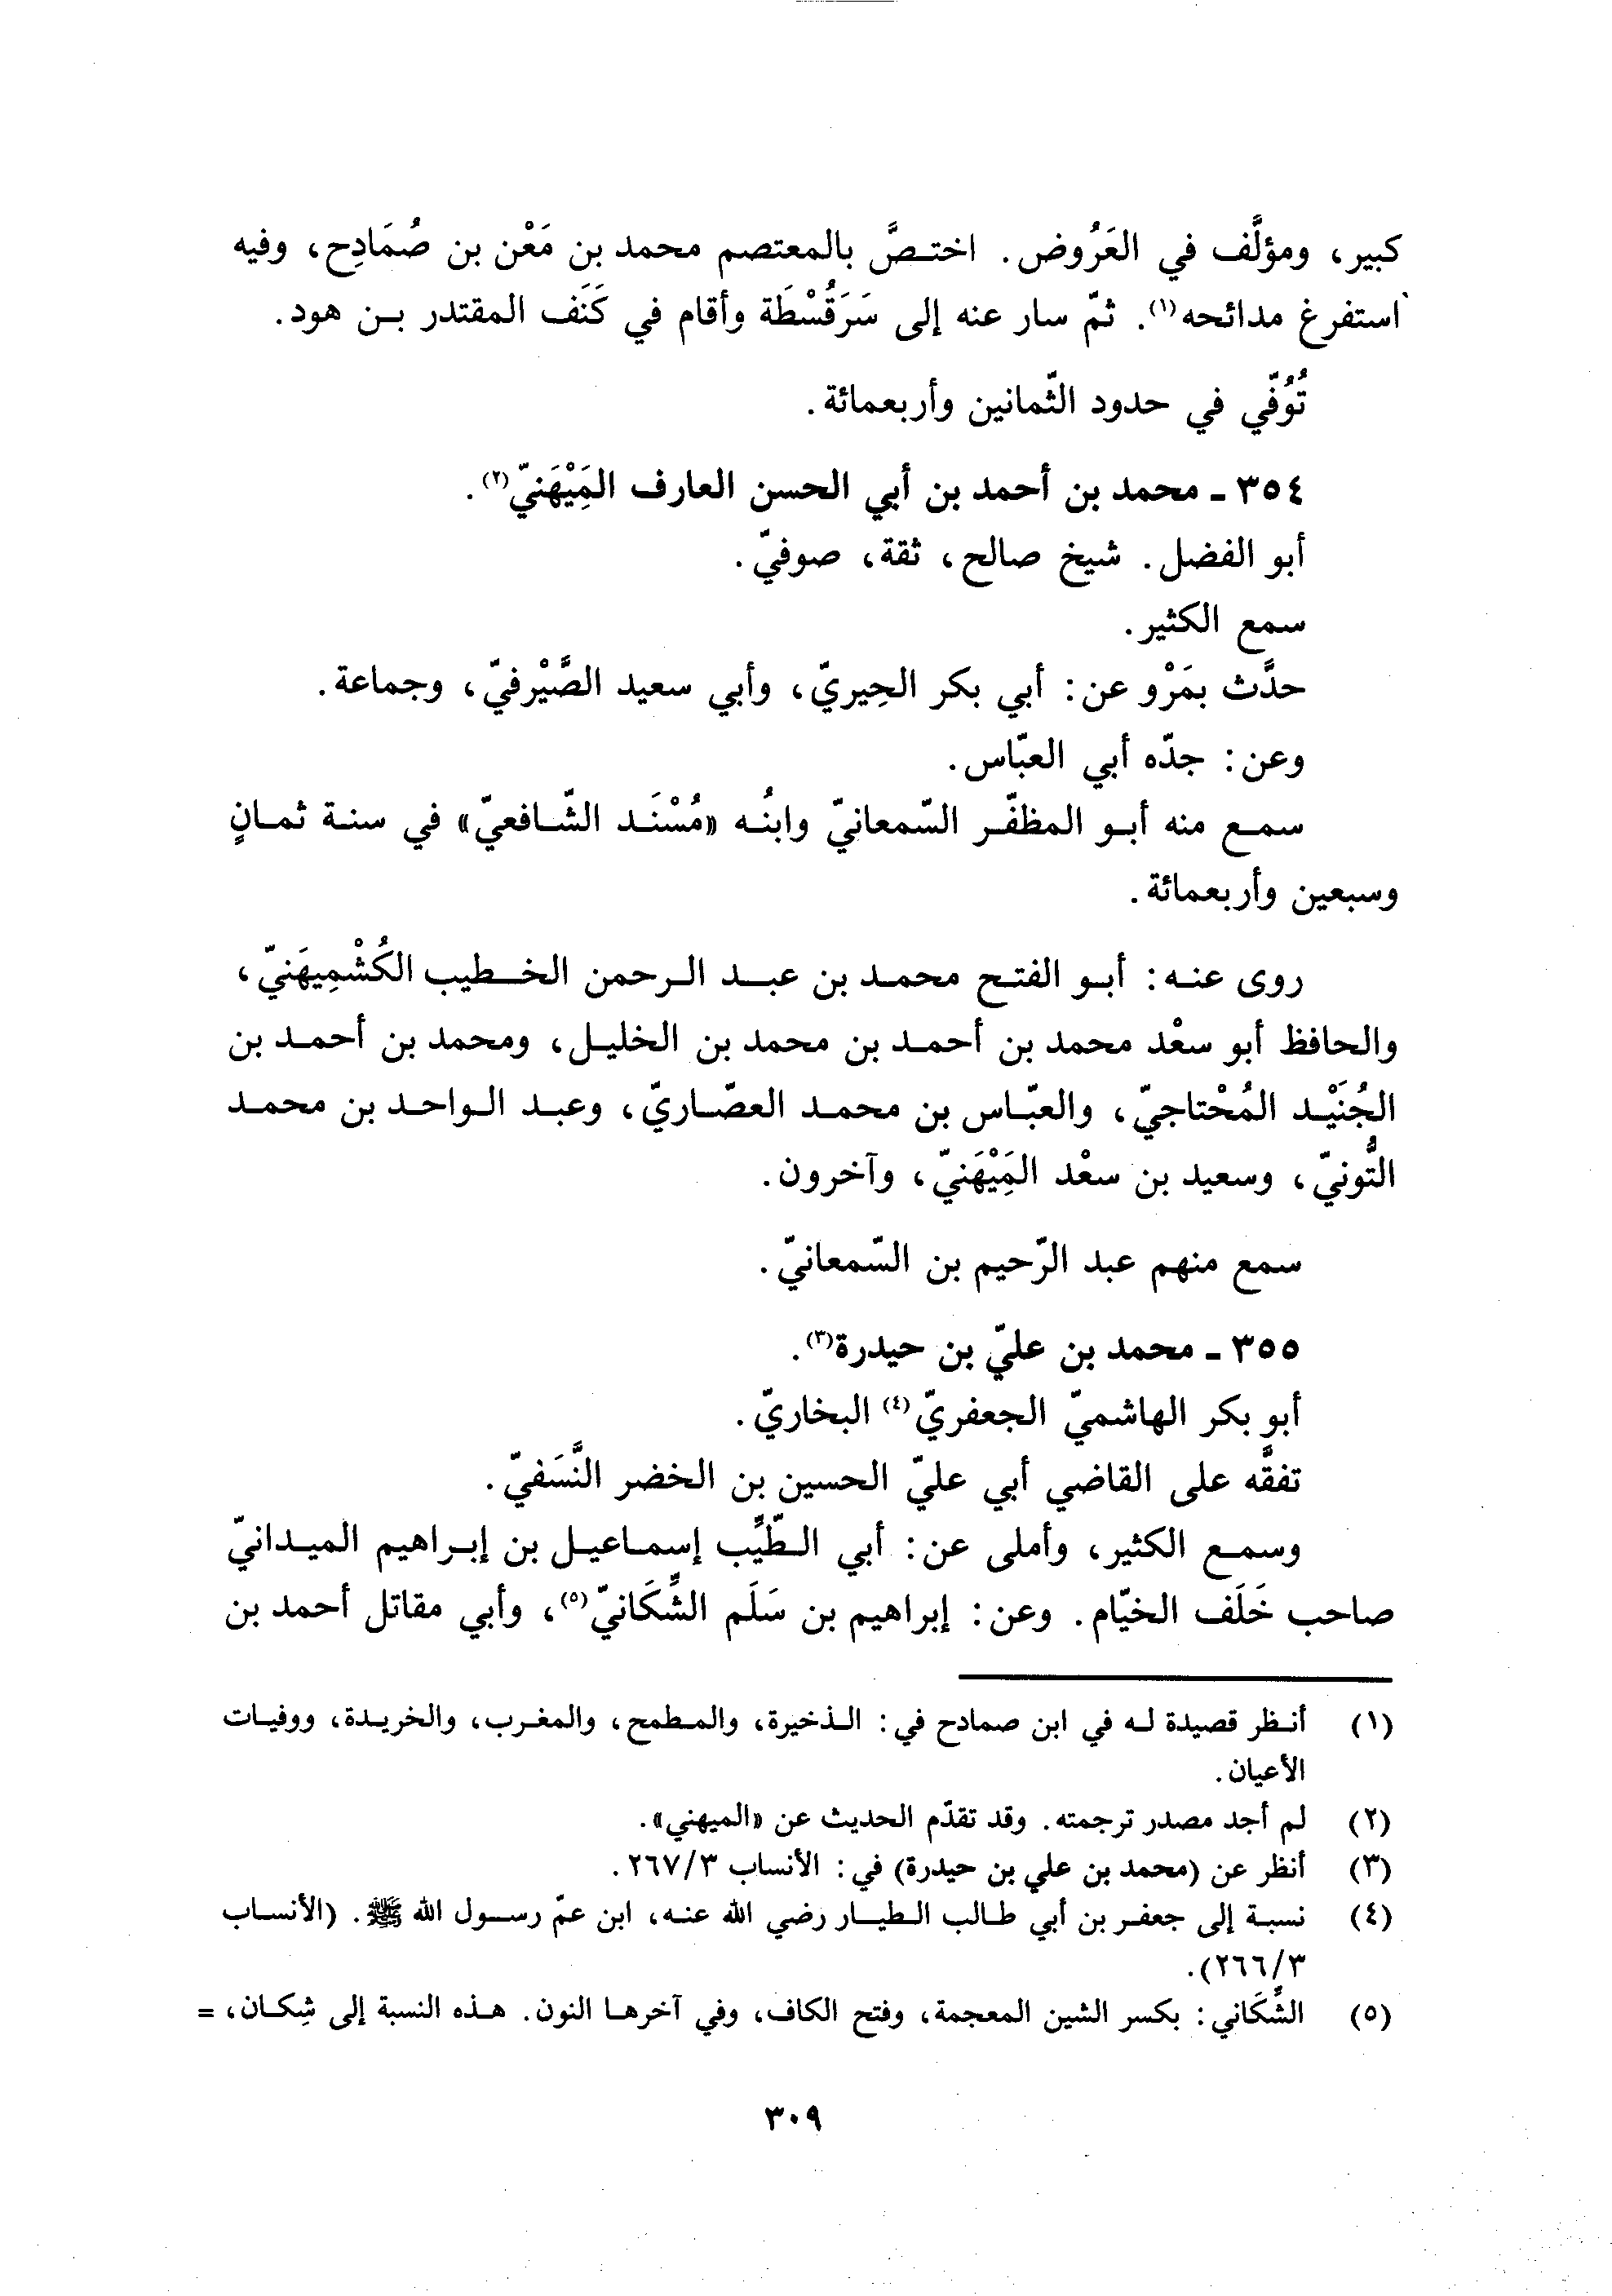 كبير، ومؤلَّف في العَرُوض. اختصَّ بالمعتصم محمد بن مَعْن بن صُمَادِح، وفيه
استفرغ مدائحه(١). ثمّ سار عنه إلى سَرَقُسْطَة وأقام في كَنَف المقتدر بن هود.
تُوُفّي في حدود الثّمانين وأربعمائة.
٣٥٤ ـ محمد بن أحمد بن أبي الحسن العارف المَِيْهَنيّ(٢).
أبو الفضل. شيخ صالح، ثقة، صوفيّ.
سمع الكثير.
حدَّث بمَرْو عن: أبي بكر الحِيريّ، وأبي سعيد الصَّيْرفيّ، وجماعة.
وعن: جدّه أبي العبّاس.
سمع منه أبو المظفّر السّمعانيّ وابنُه «مُسْنَد الشّافعيّ» في سنة ثمانٍ
وسبعين وأربعمائة.
روى عنه: أبو الفتح محمد بن عبد الرحمن الخطيب الكُشْمِيهَنيّ،
والحافظ أبو سعْد محمد بن أحمد بن محمد بن الخليل، ومحمد بن أحمد بن
الجُنَيْد المُحْتاجيّ، والعبّاس بن محمد العصّاريّ، وعبد الواحد بن محمد
التُّونيّ، وسعيد بن سعْد المَِيْهَنيّ، وآخرون.
سمع منهم عبد الرّحيم بن السّمعانيّ.
٣٥٥ ـ محمد بن عليّ بن حيدرة(٣).
أبو بكر الهاشميّ الجعفريّ(٤) البخاريّ.
تفقَّه على القاضي أبي عليّ الحسين بن الخضر النَّسَفيّ.
وسمع الكثير، وأملى عن: أبي الطّيِّب إسماعيل بن إبراهيم الميدانيّ
صاحب خَلَف الخيّام. وعن: إبراهيم بن سَلَم الشِّكَانيّ(٥)، وأبي مقاتل أحمد بن
(١) أنظر قصيدة له في ابن صمادح في: الذخيرة، والمطمح، والمغرب، والخريدة، ووفيات
الأعيان.
(٢) لم أجد مصدر ترجمته. وقد تقدّم الحديث عن «الميهني».
(٣) أنظر عن (محمد بن علي بن حيدرة) في: الأنساب ٢٦٧/٣.
(٤) نسبة إلى جعفر بن أبي طالب الطيار رضي الله عنه، ابن عمّ رسول الله ﷺ. (الأنساب
٢٦٦/٣).
(٥) الشِّكَاني: بكسر الشين المعجمة، وفتح الكاف، وفي آخرها النون. هذه النسبة إلى شِكان، =
٣٠٩